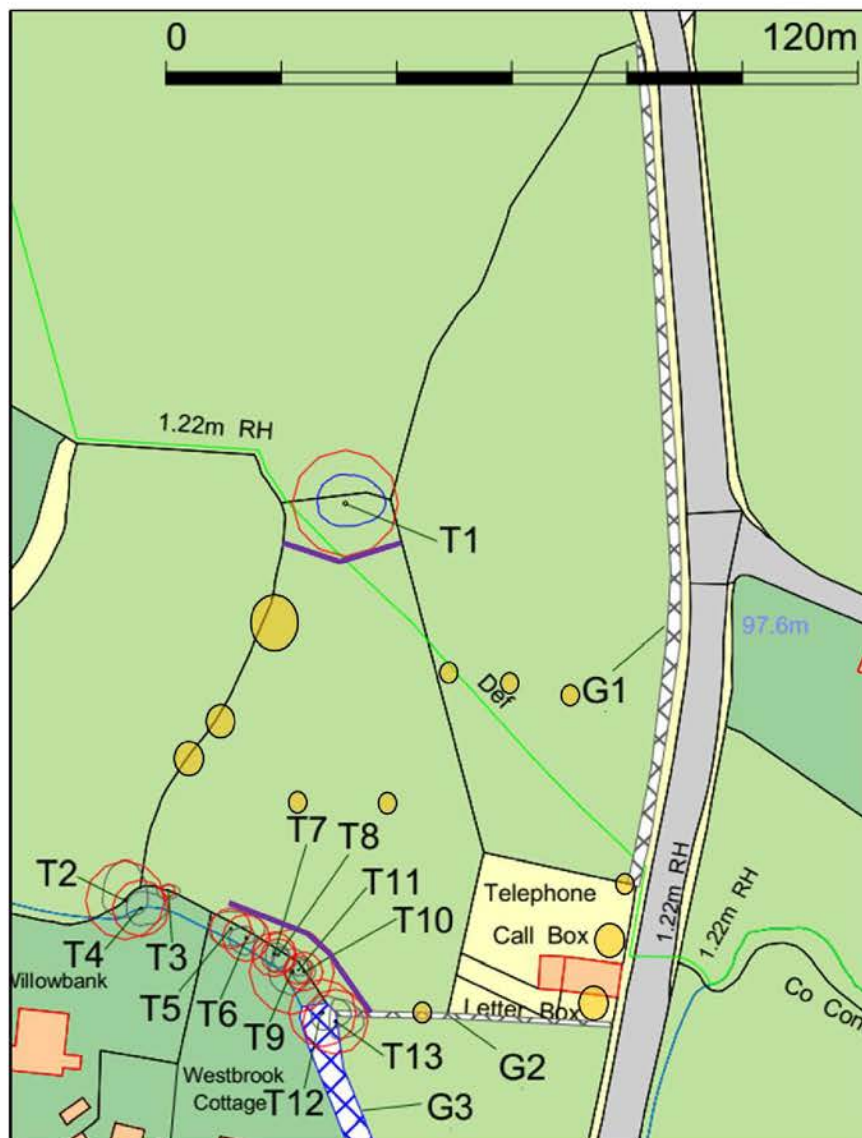 0 120m
1.22m RH
T1
97.6m
Def
G1
T7
T8
T2
T11
1.22m RH
Telephone
T10
1.22m RH
T4
T3
Call Box
T5
Willowbank
T6
Letter Box
Co Con
T9
T13
G2
Westbrook
Cottage
T12
G3